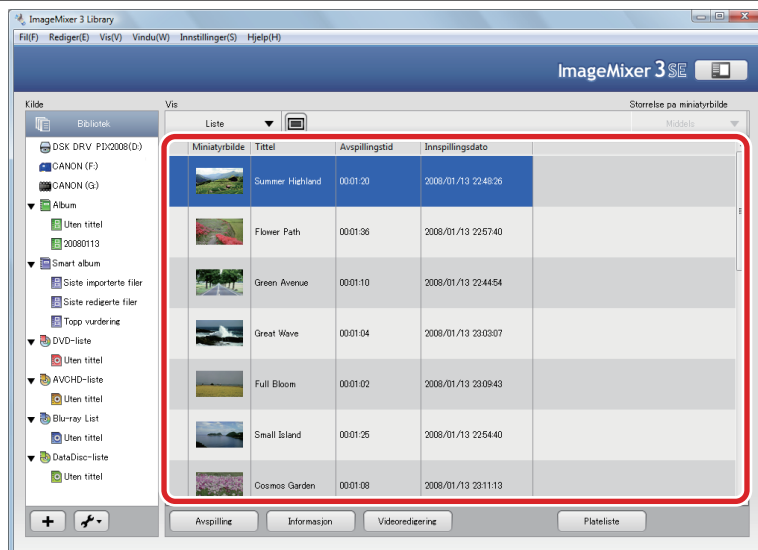 ImageMixer 3 Library
Fil(F) Rediger(E) Vis(V) Vindu(W) Innstillinger(S) Hjelp(H)
ImageMixer 3 SE
Kilde
Vis
Storrelse pa miniatyrbilde
Bibliotek
Liste
Middels
DSK DRV PIX2008(D:)
CANON (F:)
CANON (G:)
Album
Uten tittel
20080113
Smart album
Siste importerte filer
Siste redigerte filer
Topp vurdering
DVD-liste
Uten tittel
AVCHD-liste
Uten tittel
Blu-ray List
Uten tittel
DataDisc-liste
Uten tittel
Miniatyrbilde Tittel Avspillingstid Innspillingsdato
Summer Highland 00:01:20 2008/01/13 22:48:26
Flower Path 00:01:36 2008/01/13 22:57:40
Green Avenue 00:01:10 2008/01/13 22:44:54
Great Wave 00:01:04 2008/01/13 23:03:07
Full Bloom 00:01:02 2008/01/13 23:09:43
Small Island 00:01:25 2008/01/13 22:54:40
Cosmos Garden 00:01:08 2008/01/13 23:11:13
Avspilling Informasjon Videoredigering Plateliste